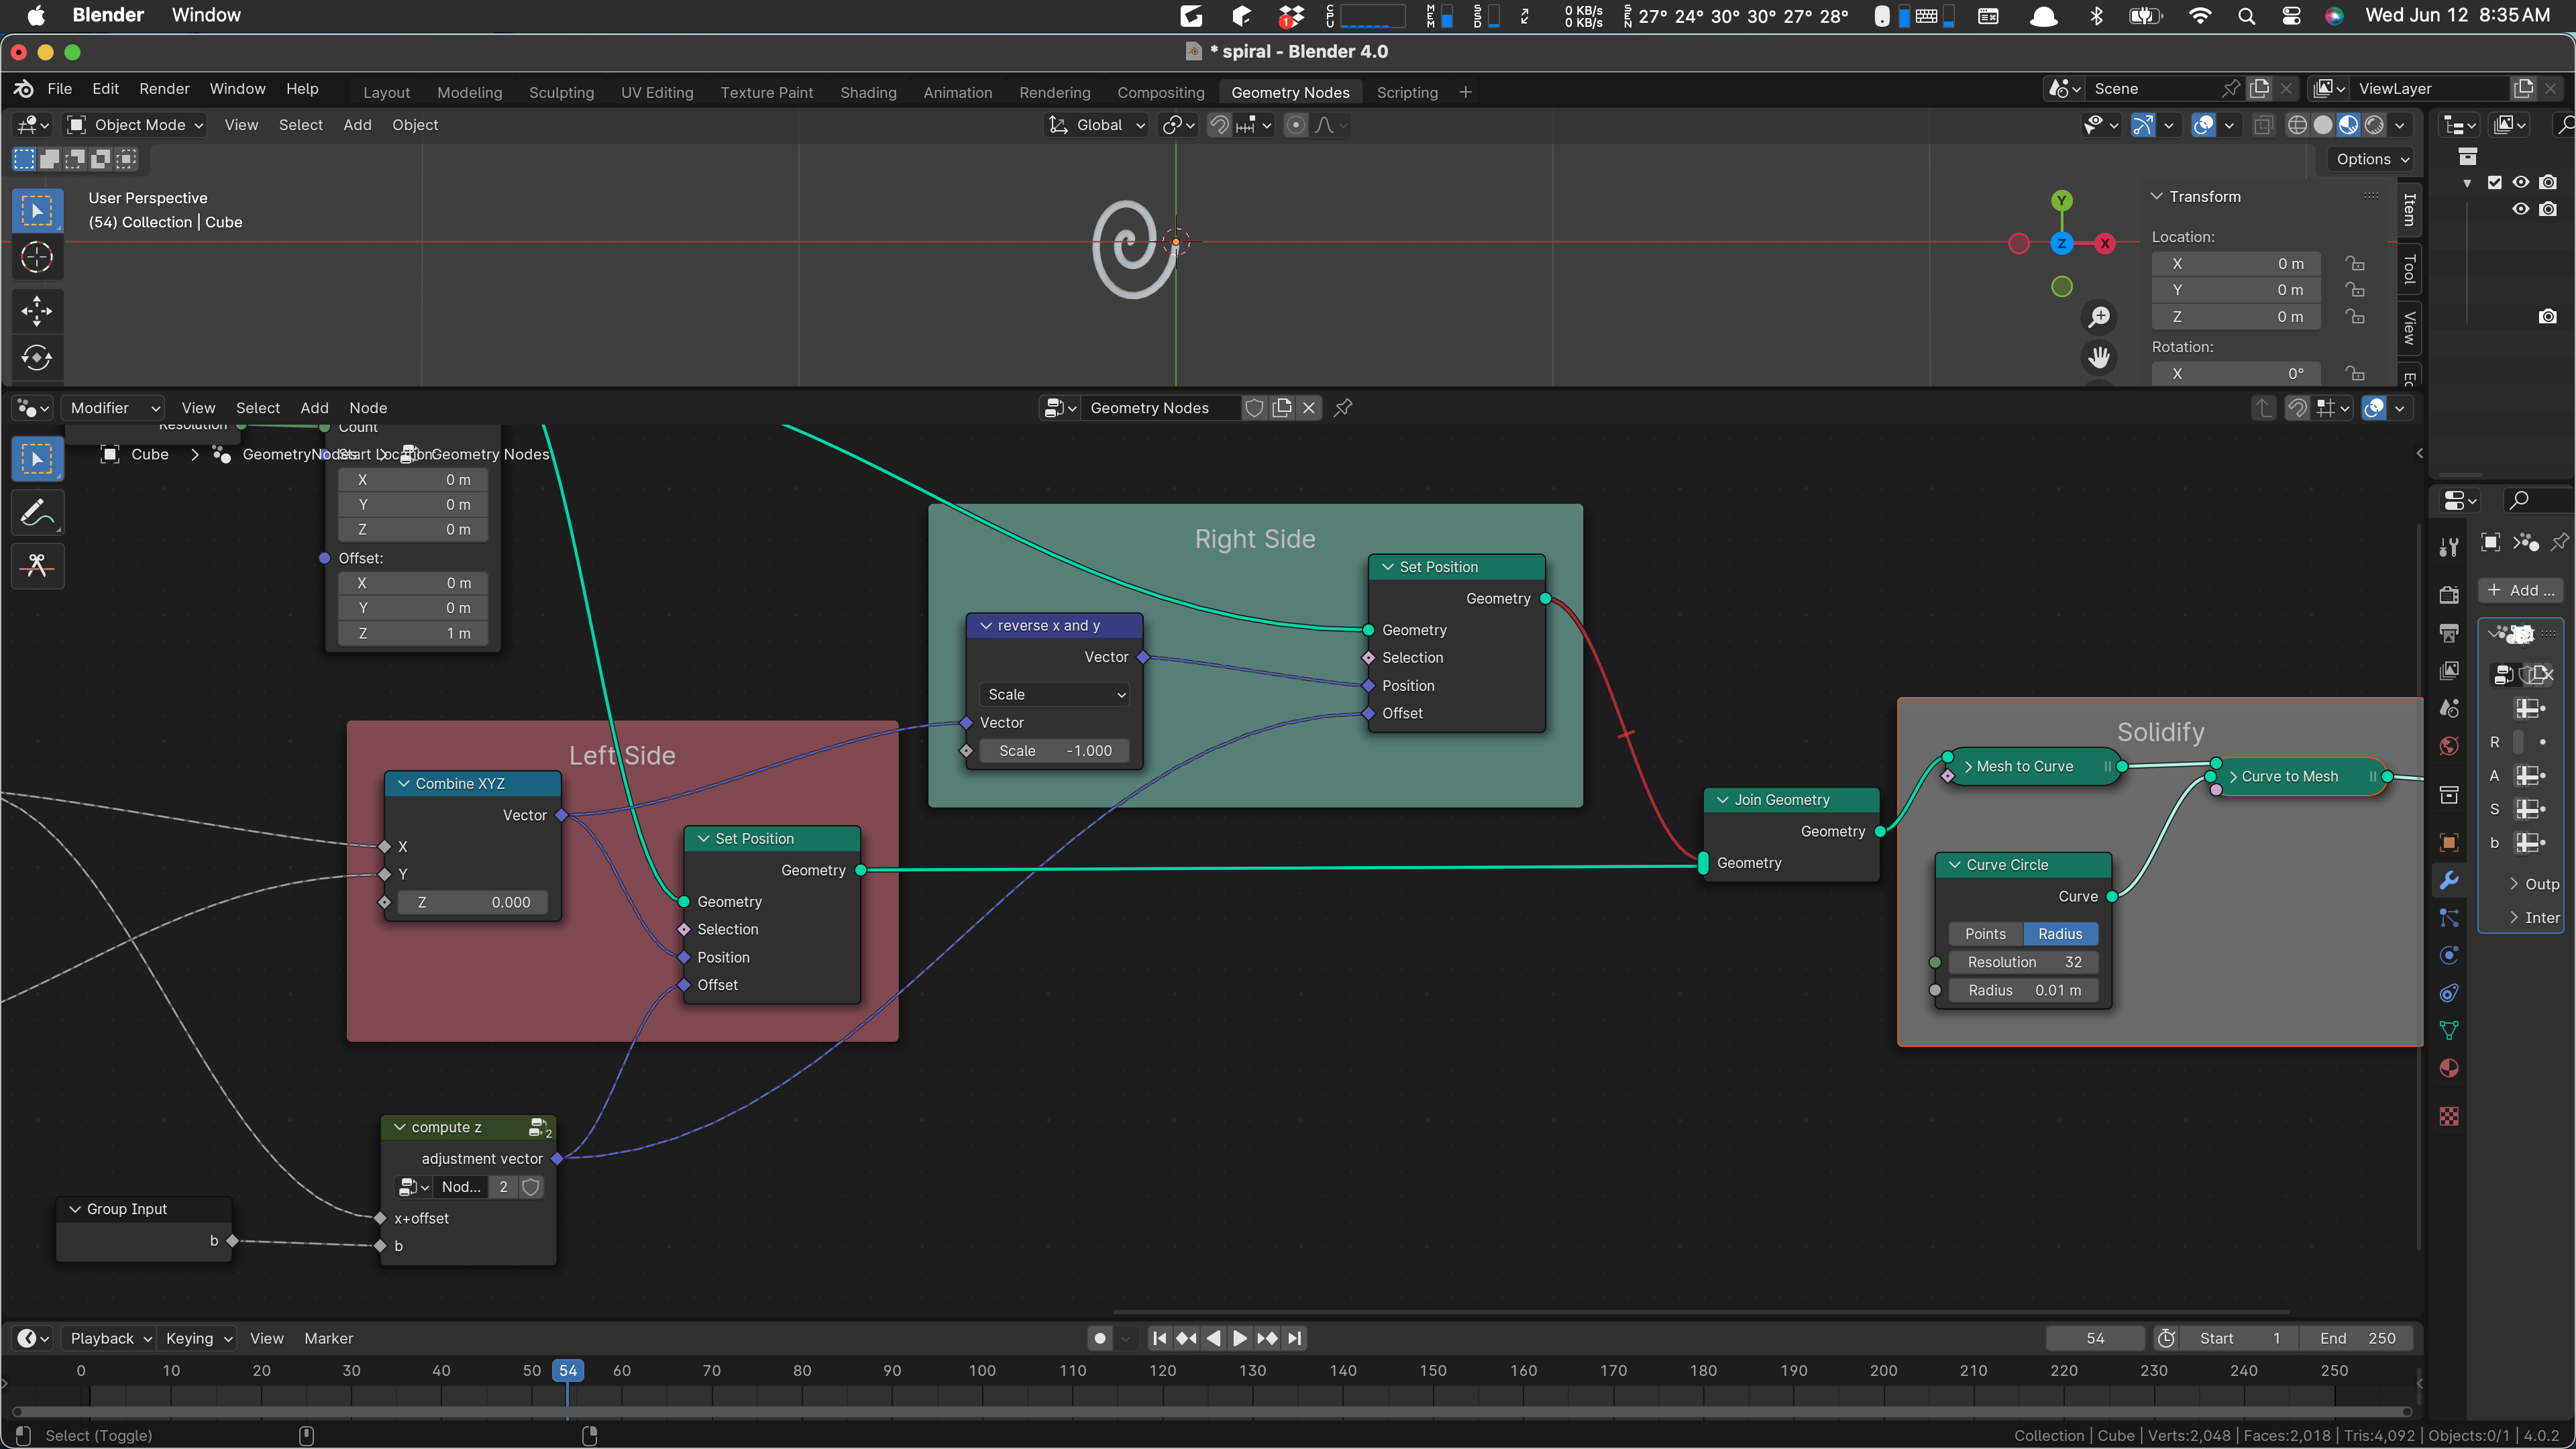 Blender Window
0 KB/s
0 KB/s
27° 24° 30° 30° 27° 28°
Wed Jun 12 8:35 AM
* spiral - Blender 4.0
File Edit Render Window Help
Layout Modeling Sculpting UV Editing Texture Paint Shading Animation Rendering Compositing Geometry Nodes Scripting +
Scene
ViewLayer
Object Mode View Select Add Object
Global
Options
User Perspective
(54) Collection | Cube
Y
Z
X
Transform
Location:
X 0 m
Y 0 m
Z 0 m
Rotation:
X 0°
Item
Tool
View
Modifier View Select Add Node
Geometry Nodes
Resolution
Count
Cube > GeometryNodes > Geometry Nodes
Start Location
X 0 m
Y 0 m
Z 0 m
Offset:
X 0 m
Y 0 m
Z 1 m
Right Side
Set Position
Geometry
Geometry
Selection
Position
Offset
reverse x and y
Vector
Scale
Vector
Scale -1.000
Left Side
Combine XYZ
Vector
X
Y
Z 0.000
Set Position
Geometry
Geometry
Selection
Position
Offset
Join Geometry
Geometry
Geometry
Solidify
Mesh to Curve
Curve to Mesh
Curve Circle
Curve
Points Radius
Resolution 32
Radius 0.01 m
compute z
2
adjustment vector
Nod... 2
x+offset
b
Group Input
b
Add ...
R
A
S
b
Outp
Inter
Playback Keying View Marker
54
Start 1
End 250
0 10 20 30 40 50 54 60 70 80 90 100 110 120 130 140 150 160 170 180 190 200 210 220 230 240 250
Select (Toggle)
Collection | Cube | Verts:2,048 | Faces:2,018 | Tris:4,092 | Objects:0/1 | 4.0.2